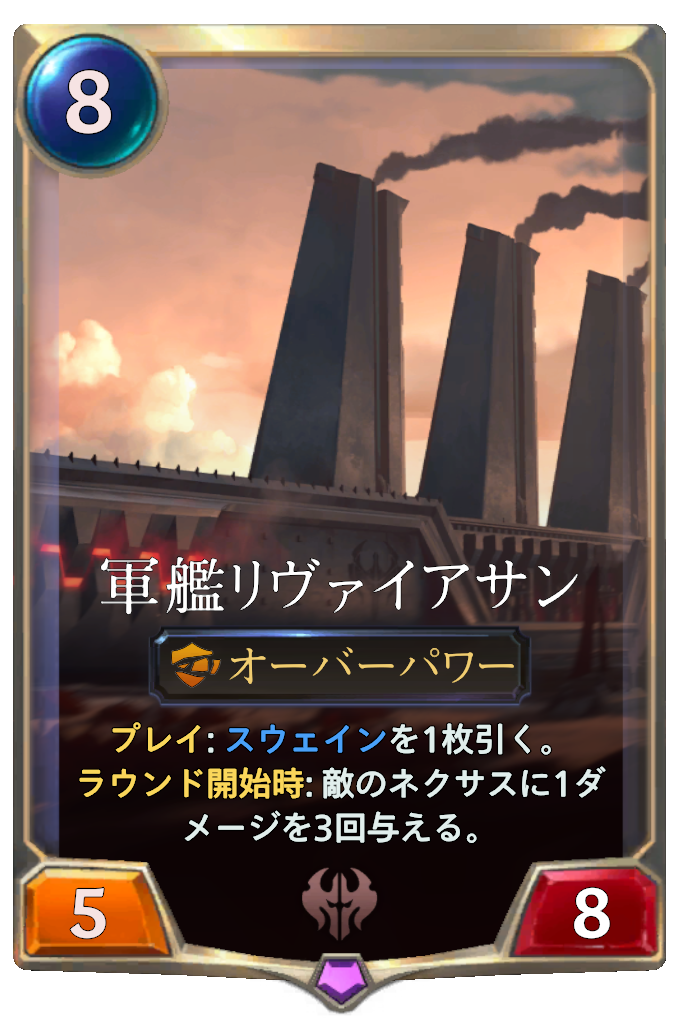 8
軍艦リヴァイアサン
オーバーパワー
プレイ: スウェインを1枚引く。
ラウンド開始時: 敵のネクサスに1ダ
メージを3回与える。
5
8